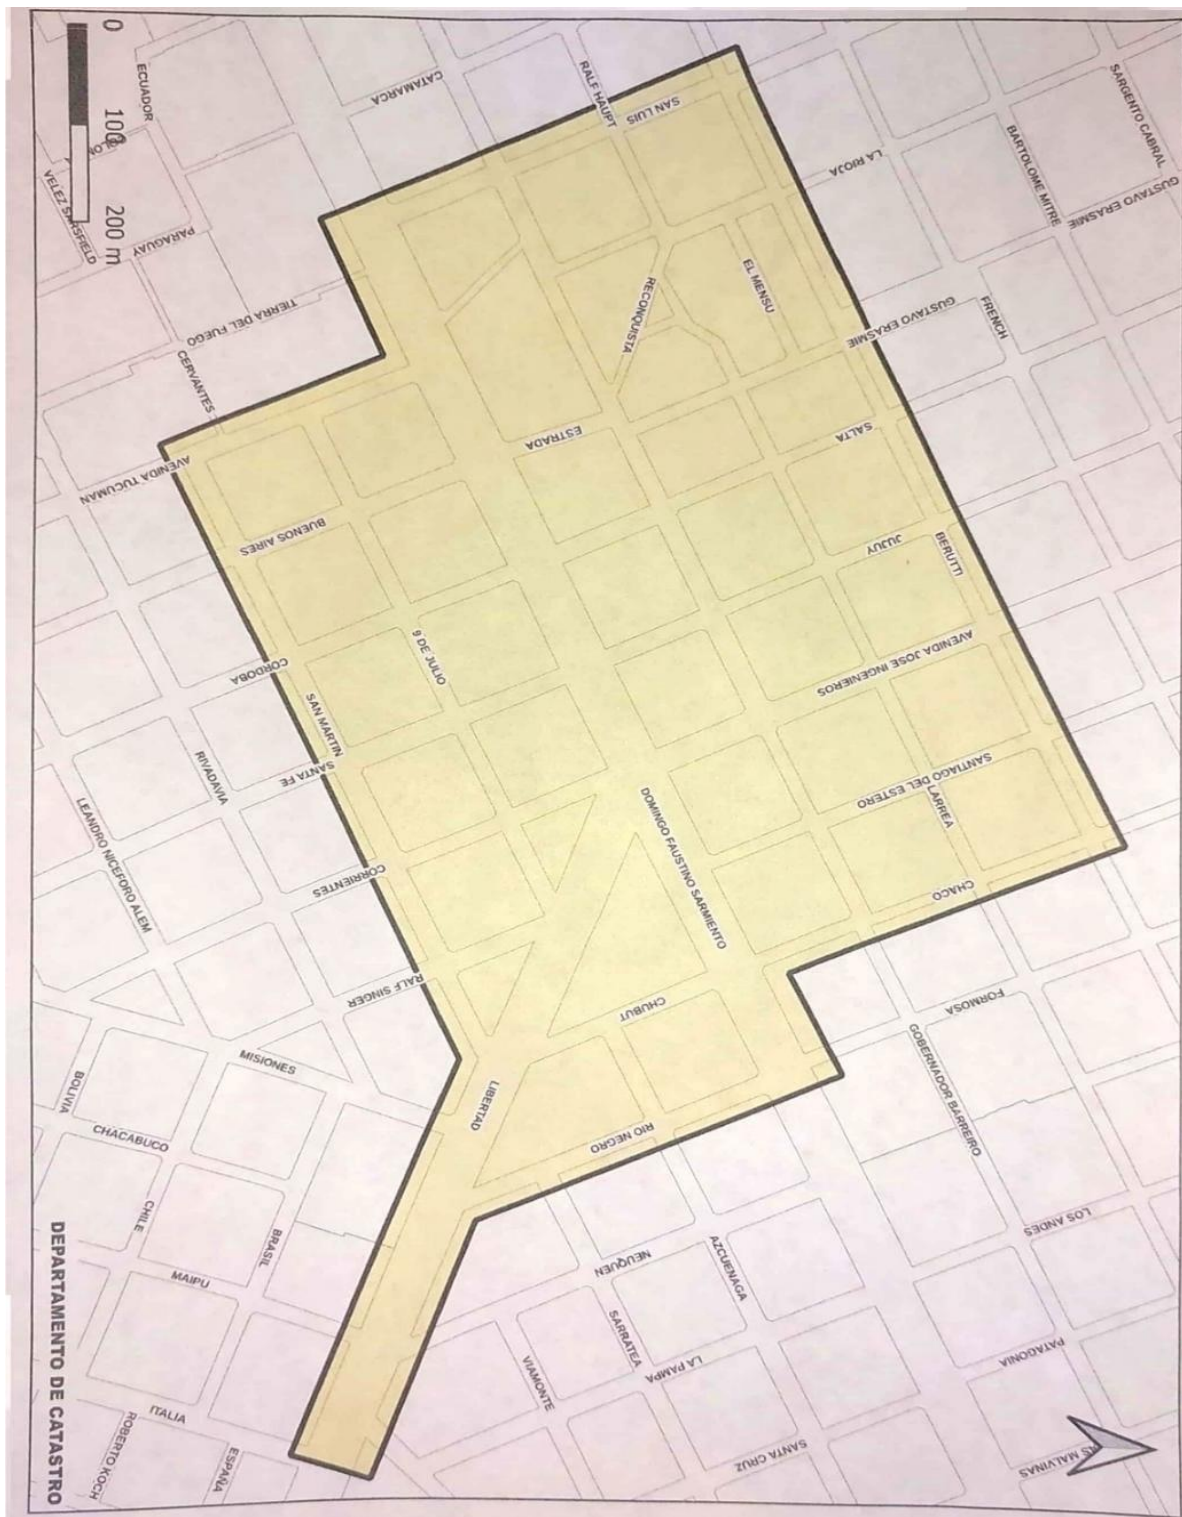 0
100
200 m
ECUADOR
VELEZ SARSFIELD
PARAGUAY
TIERRA DEL FUEGO
CERVANTES
CATAMARCA
RALF HAUPT
SAN LUIS
LA RIOJA
SARGENTO CABRAL
BARTOLOME MITRE
GUSTAVO ERASMIE
GUSTAVO ERASMIE
FRENCH
EL MENSU
RECONQUISTA
ESTRADA
SALTA
AVENIDA TUCUMAN
BUENOS AIRES
JUJUY
BERUTTI
9 DE JULIO
AVENIDA JOSE INGENIEROS
CORDOBA
SAN MARTIN
SANTA FE
RIVADAVIA
SANTIAGO DEL ESTERO
LARREA
LEANDRO NICEFORO ALEM
DOMINGO FAUSTINO SARMIENTO
CORRIENTES
CHACO
RALF SINGER
CHUBUT
FORMOSA
GOBERNADOR BARREIRO
MISIONES
BOLIVIA
LIBERTAD
RIO NEGRO
CHACABUCO
CHILE
BRASIL
MAIPU
NEUQUEN
AZCUENAGA
LOS ANDES
SARRATEA
VIAMONTE
LA PAMPA
PATAGONIA
ITALIA
ROBERTO KOCH
ESPAÑA
SANTA CRUZ
AS MALVINAS
DEPARTAMENTO DE CATASTRO